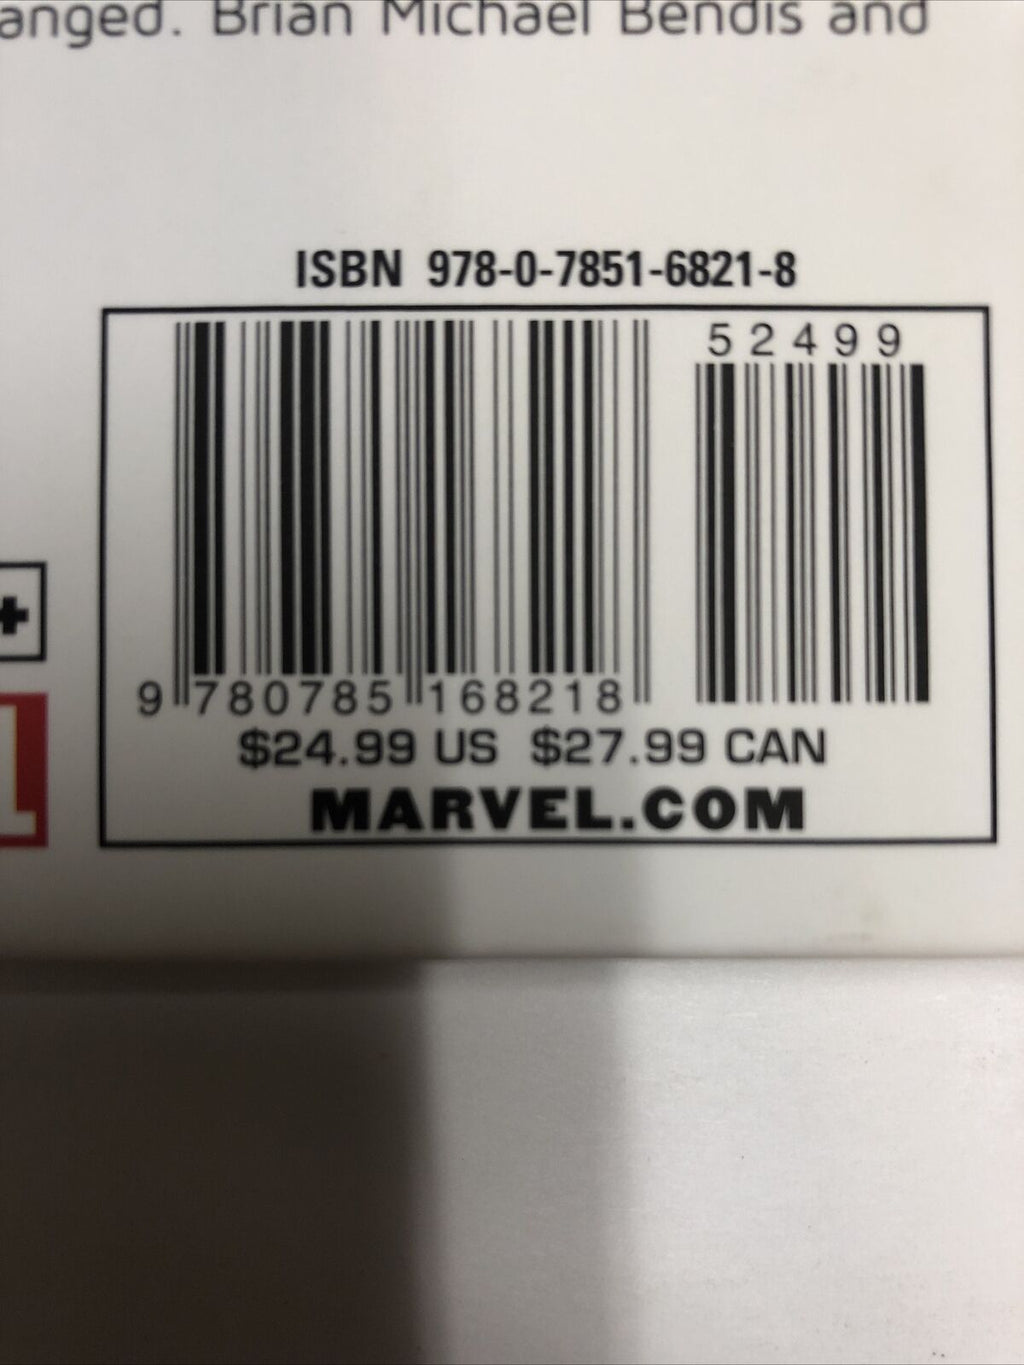 anged. Brian Michael Bendis and
ISBN 978-0-7851-6821-8
52499
9 780785 168218
$24.99 US $27.99 CAN
MARVEL.COM
+